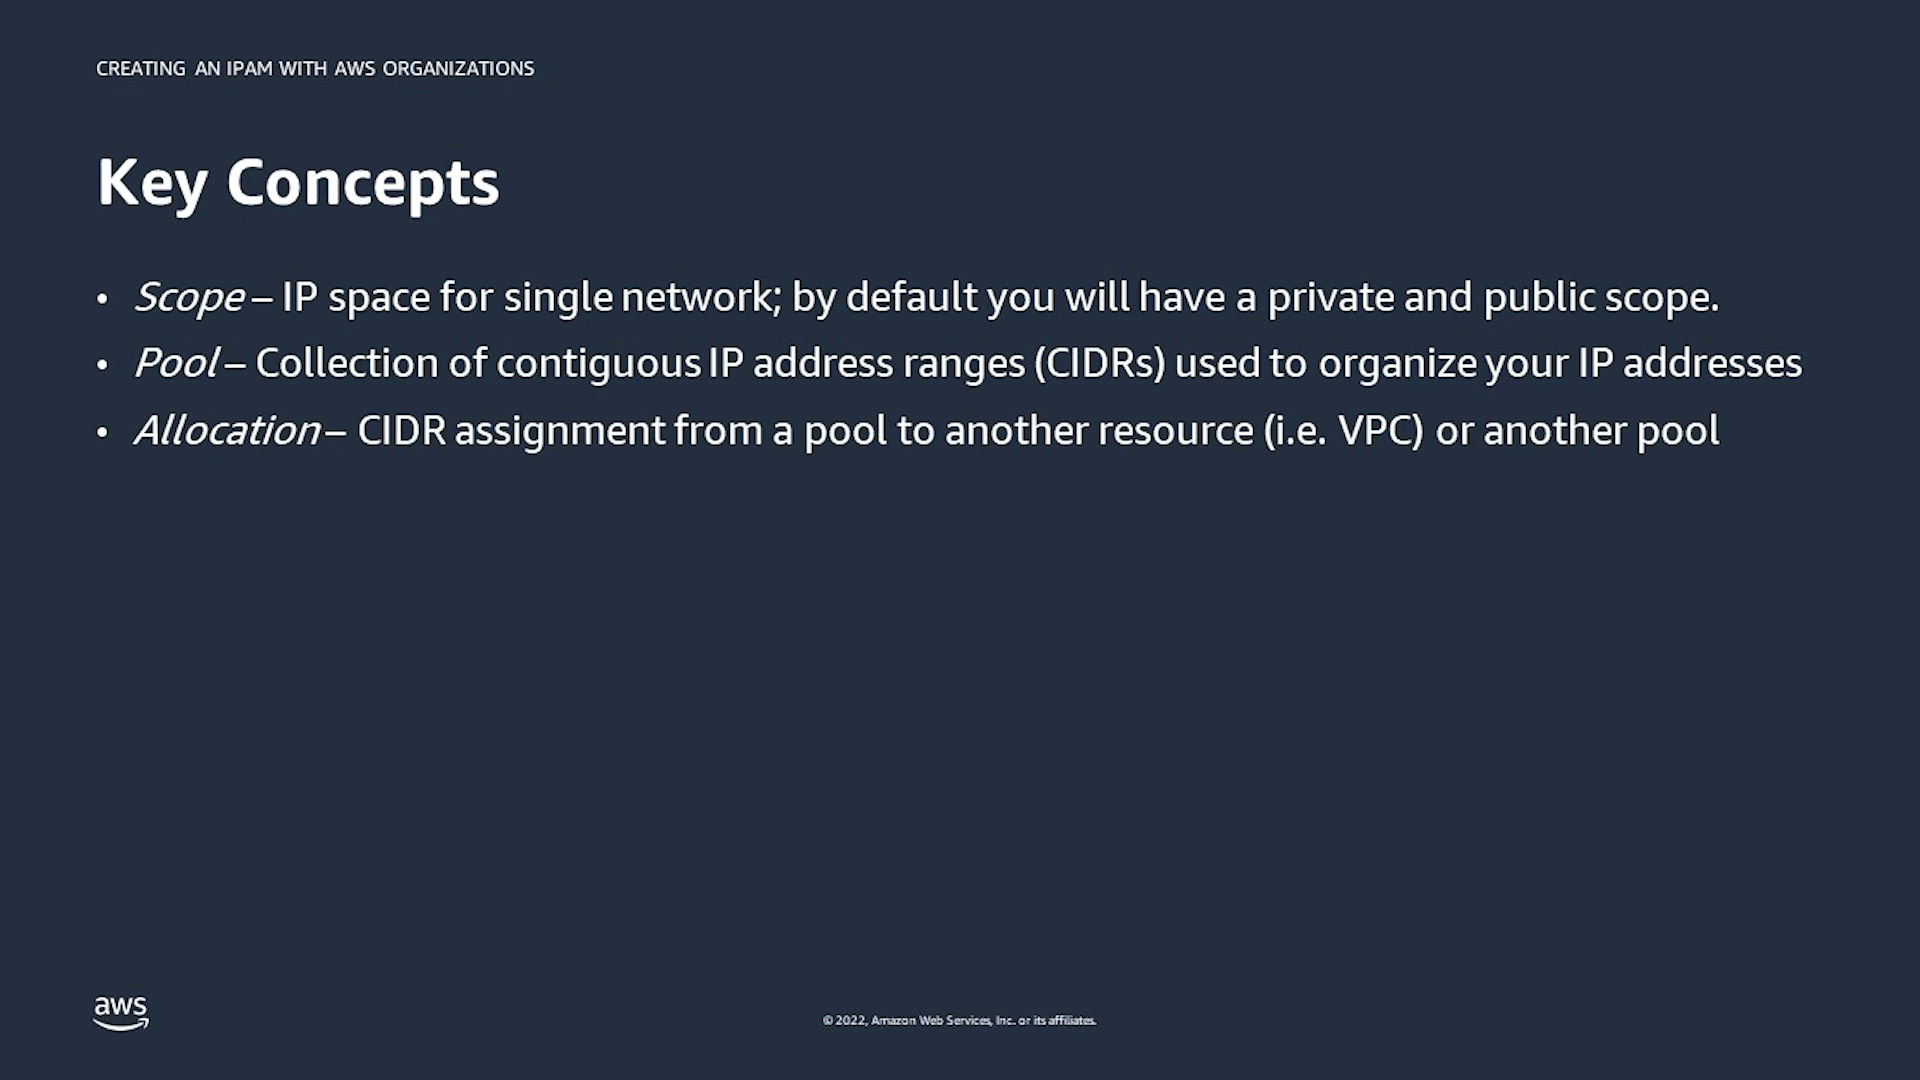 CREATING AN IPAM WITH AWS ORGANIZATIONS
Key Concepts
• Scope – IP space for single network; by default you will have a private and public scope.
• Pool – Collection of contiguous IP address ranges (CIDRs) used to organize your IP addresses
• Allocation – CIDR assignment from a pool to another resource (i.e. VPC) or another pool
aws
© 2022, Amazon Web Services, Inc. or its affiliates.